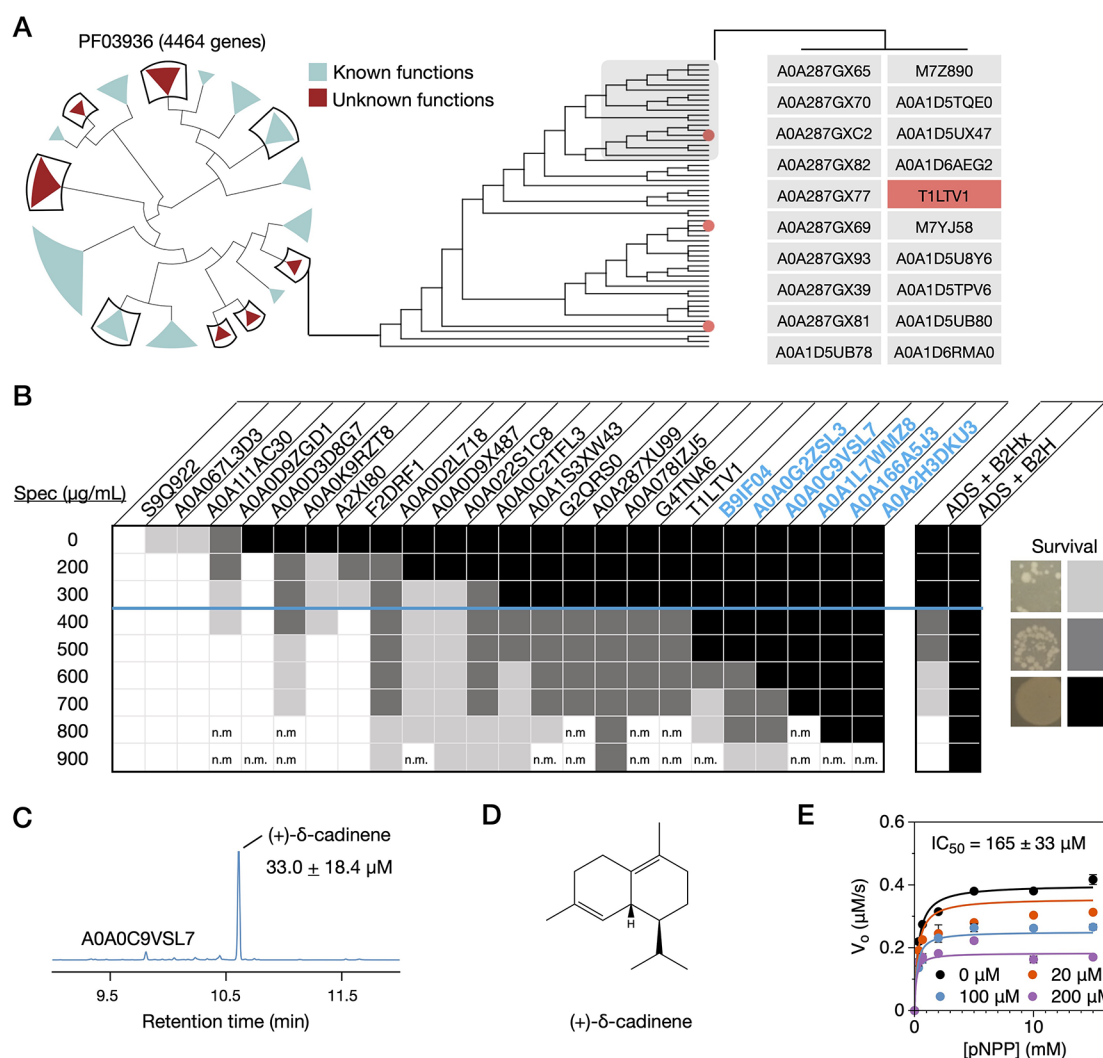 A
PF03936 (4464 genes)
Known functions
Unknown functions
A0A287GX65 M7Z890
A0A287GX70 A0A1D5TQE0
A0A287GXC2 A0A1D5UX47
A0A287GX82 A0A1D6AEG2
A0A287GX77 T1LTV1
A0A287GX69 M7YJ58
A0A287GX93 A0A1D5U8Y6
A0A287GX39 A0A1D5TPV6
A0A287GX81 A0A1D5UB80
A0A1D5UB78 A0A1D6RMA0
B
Spec (µg/mL)
S9Q922
A0A067L3D3
A0A1I1AC30
A0A0D9ZGD1
A0A0D3D8G7
A0A0K9RZT8
A2XI80
F2DRF1
A0A0D2L718
A0A0D9X487
A0A022S1C8
A0A0C2TFL3
A0A1S3XW43
G2QRS0
A0A287XU99
A0A078IZJ5
G4TNA6
T1LTV1
B9IF04
A0A0G2ZSL3
A0A0C9VSL7
A0A1L7WMZ8
A0A166A5J3
A0A2H3DKU3
ADS + B2Hx
ADS + B2H
Survival
0
200
300
400
500
600
700
800 n.m n.m n.m n.m n.m n.m
900 n.m n.m. n.m n.m. n.m. n.m. n.m n.m n.m. n.m. n.m. n.m.
C
(+)-δ-cadinene
33.0 ± 18.4 µM
A0A0C9VSL7
9.5 10.5 11.5
Retention time (min)
D
H
(+)-δ-cadinene
E
0.6
IC50 = 165 ± 33 µM
0.4
Vo (µM/s)
0.2
0 µM 20 µM
100 µM 200 µM
0
0 10
[pNPP] (mM)